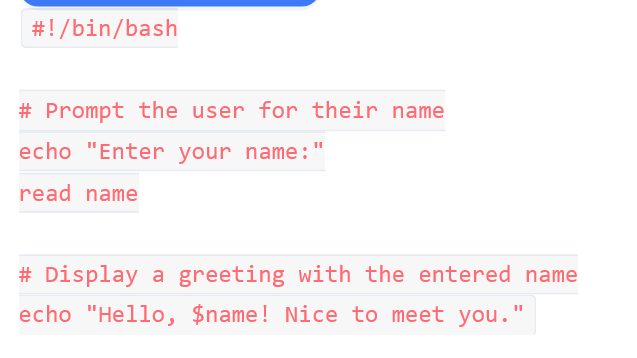 #!/bin/bash
# Prompt the user for their name
echo "Enter your name:"
read name
# Display a greeting with the entered name
echo "Hello, $name! Nice to meet you."